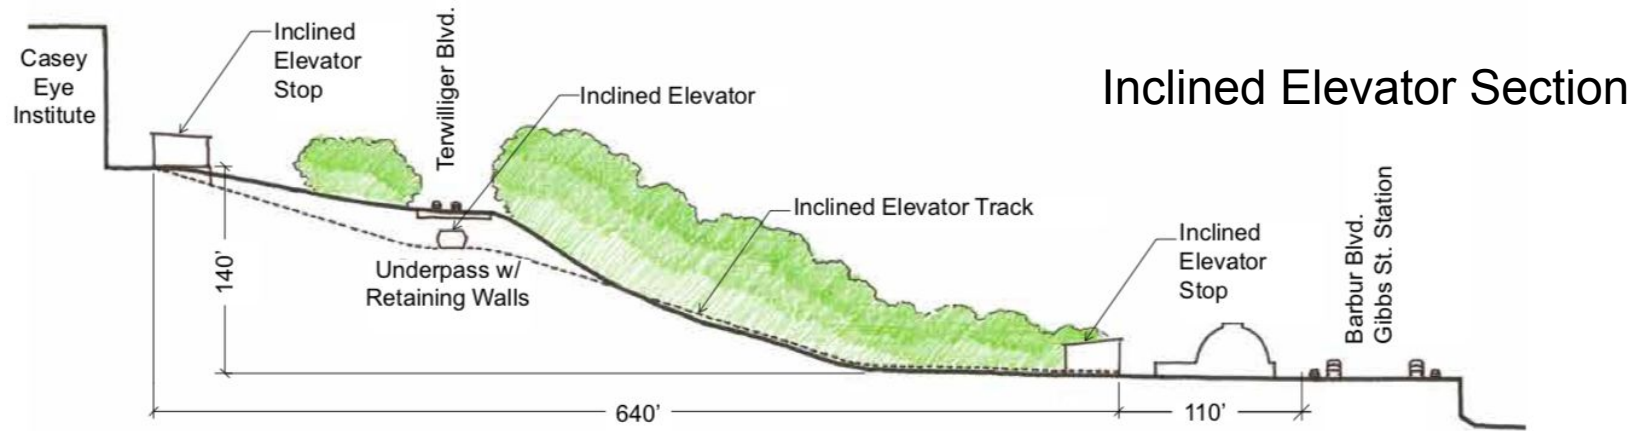 Inclined Elevator Section
Casey
Eye
Institute
Inclined
Elevator
Stop
Terwilliger Blvd.
Inclined Elevator
Inclined Elevator Track
Underpass w/
Retaining Walls
140'
Inclined
Elevator
Stop
Barbur Blvd.
Gibbs St. Station
640'
110'